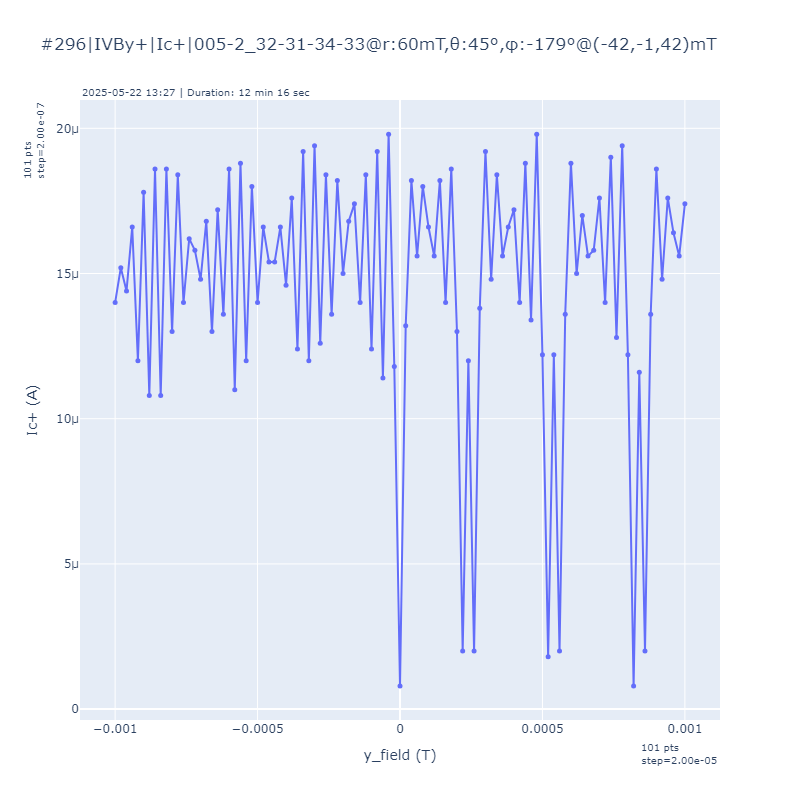 #296|IVBy+|Ic+|005-2_32-31-34-33@r:60mT,θ:45°,φ:-179°@(-42,-1,42)mT
2025-05-22 13:27 | Duration: 12 min 16 sec
101 pts
step=2.00e-07
20μ
15μ
10μ
5μ
0
Ic+ (A)
−0.001
−0.0005
0
0.0005
0.001
y_field (T)
101 pts
step=2.00e-05